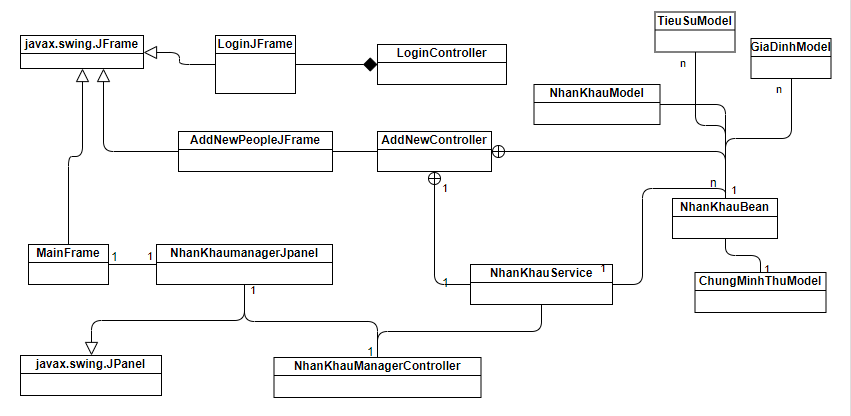 TieuSuModel
javax.swing.JFrame
LoginJFrame
LoginController
GiaDinhModel
n
n
NhanKhauModel
AddNewPeopleJFrame
AddNewController
1
n
1
NhanKhauBean
MainFrame
1
1
NhanKhaumanagerJpanel
1
1
NhanKhauService
1
1
ChungMinhThuModel
1
javax.swing.JPanel
NhanKhauManagerController